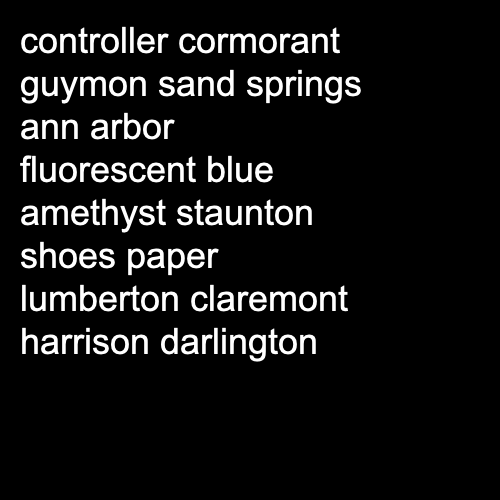 controller cormorant
guymon sand springs
ann arbor
fluorescent blue
amethyst staunton
shoes paper
lumberton claremont
harrison darlington